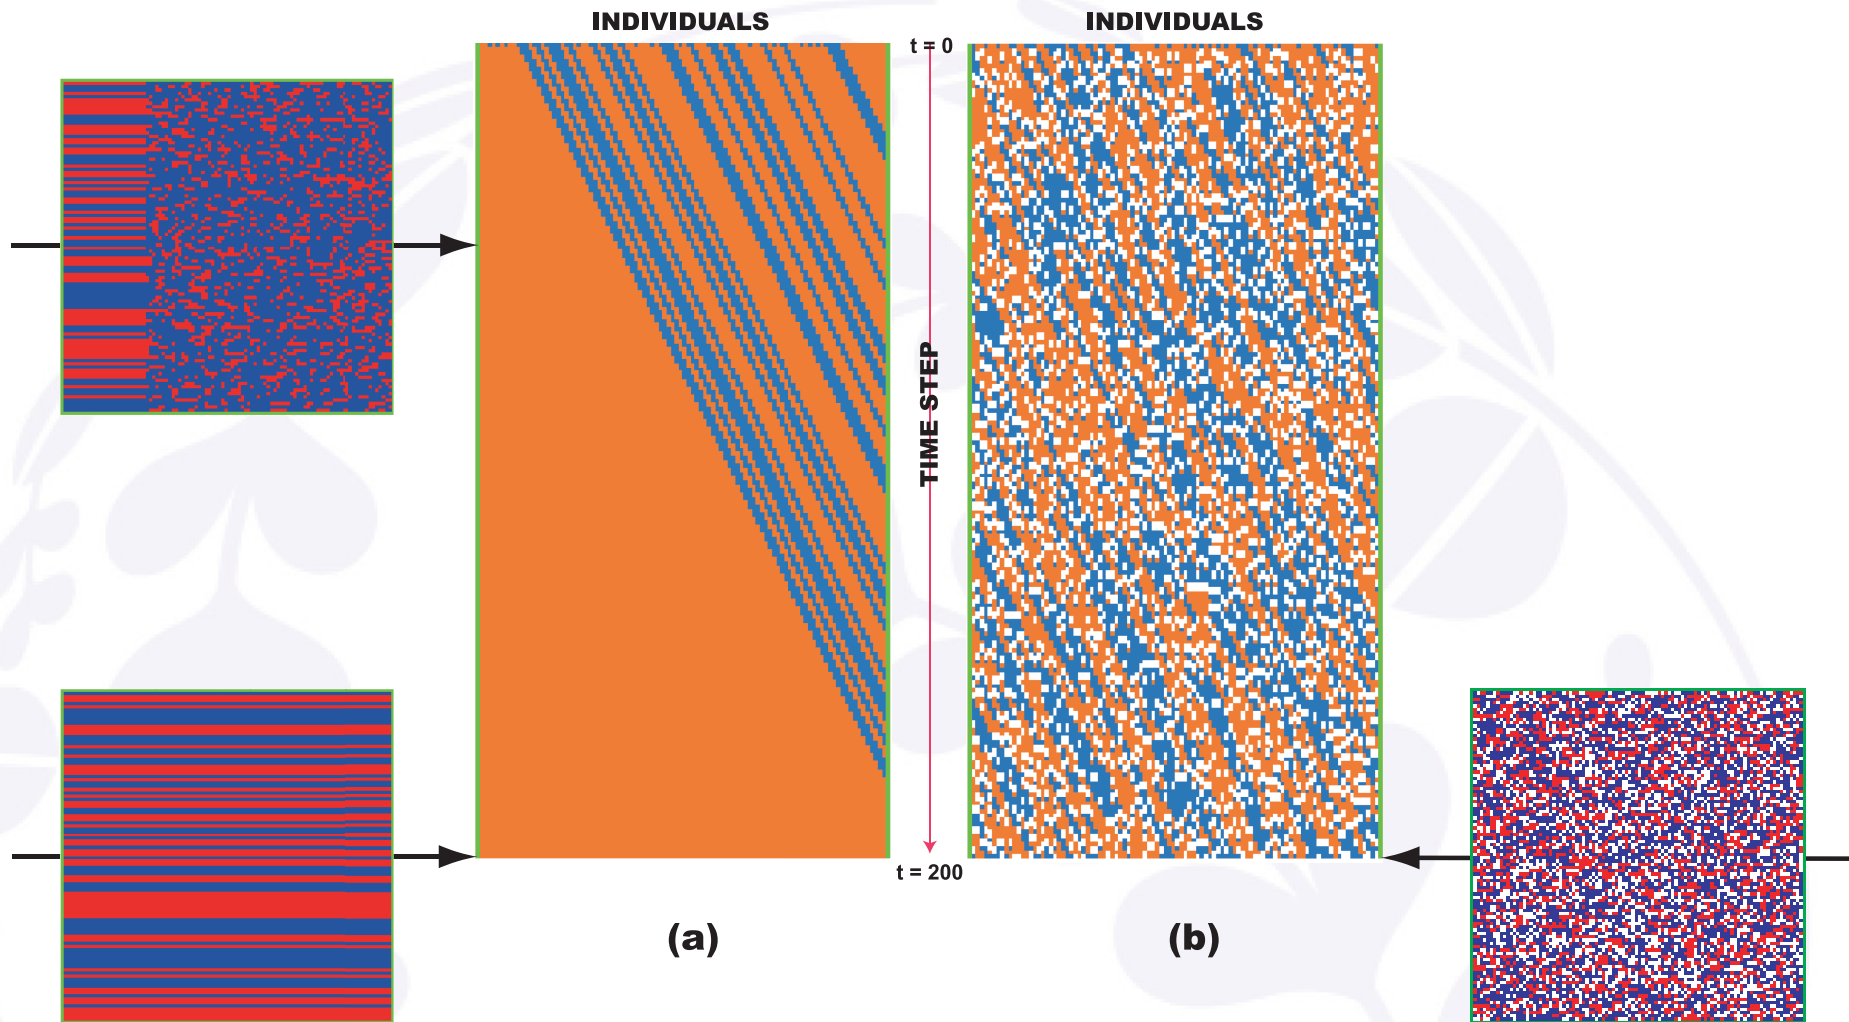 INDIVIDUALS
INDIVIDUALS
t = 0
TIME STEP
t = 200
(a)
(b)